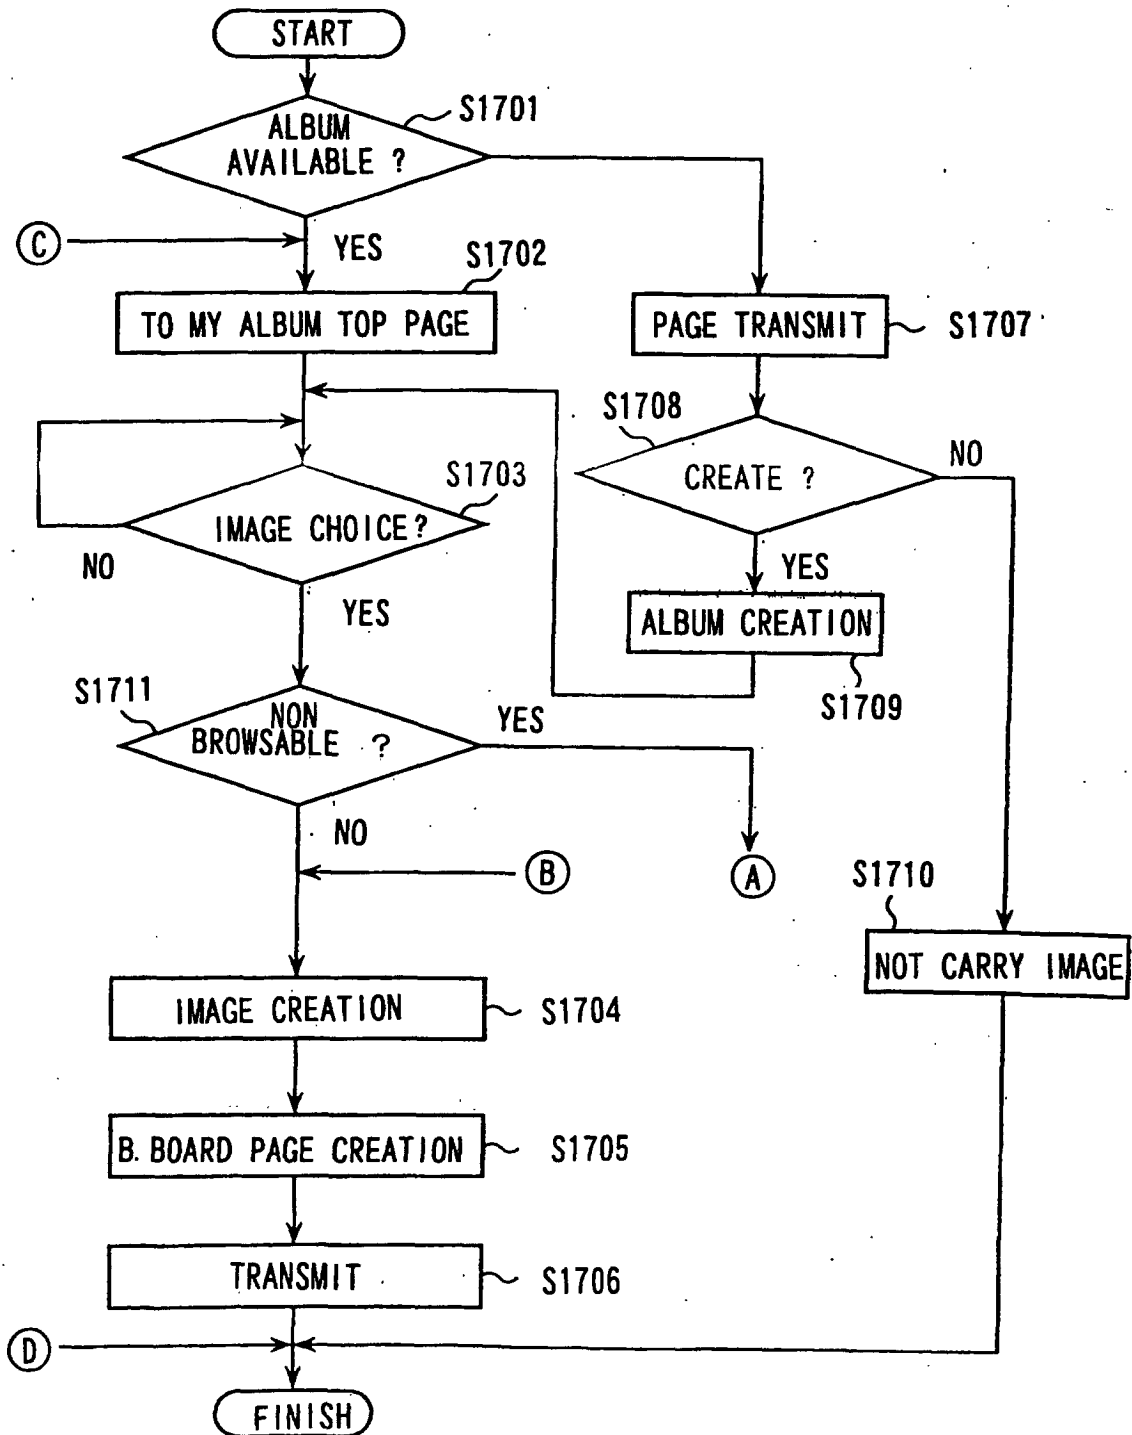 START
S1701
ALBUM
AVAILABLE ?
C
YES
S1702
TO MY ALBUM TOP PAGE
PAGE TRANSMIT
S1707
S1708
CREATE ?
NO
S1703
IMAGE CHOICE?
NO
YES
YES
ALBUM CREATION
S1709
S1711
NON
BROWSABLE ?
YES
NO
B
A
S1710
NOT CARRY IMAGE
IMAGE CREATION
S1704
B. BOARD PAGE CREATION
S1705
TRANSMIT
S1706
D
FINISH